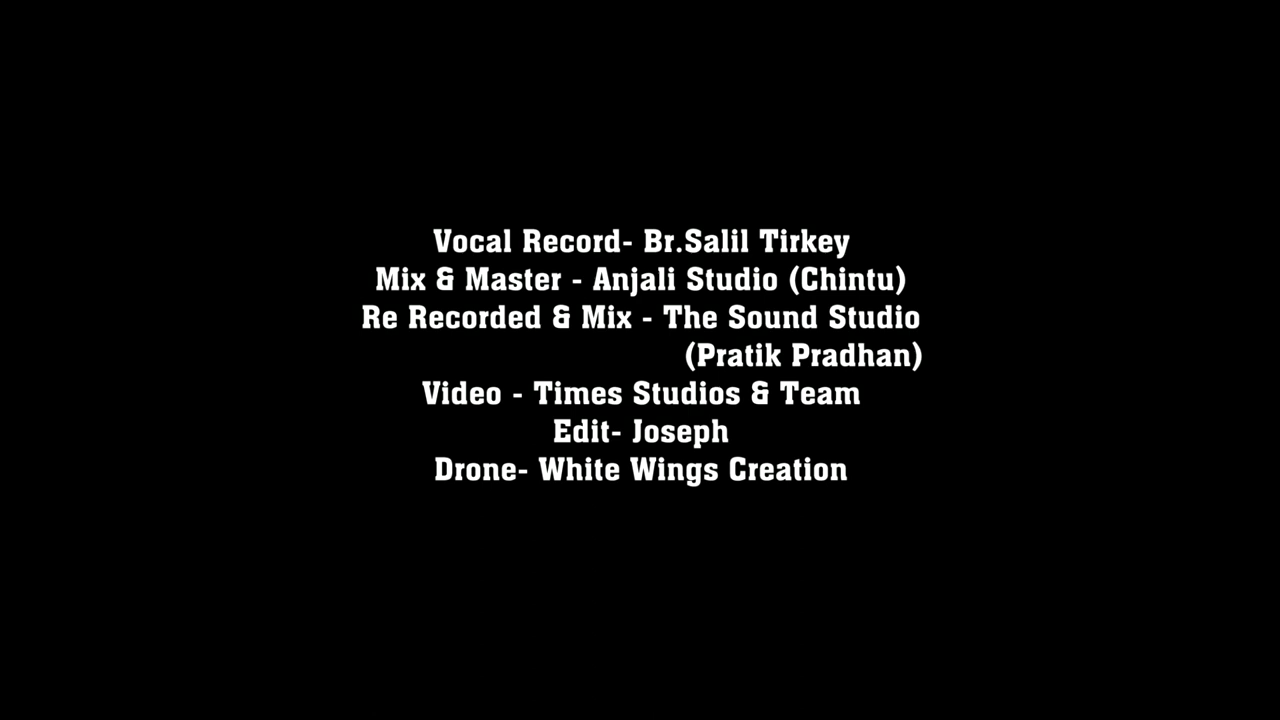 Vocal Record- Br.Salil Tirkey
Mix & Master - Anjali Studio (Chintu)
Re Recorded & Mix - The Sound Studio
(Pratik Pradhan)
Video - Times Studios & Team
Edit- Joseph
Drone- White Wings Creation